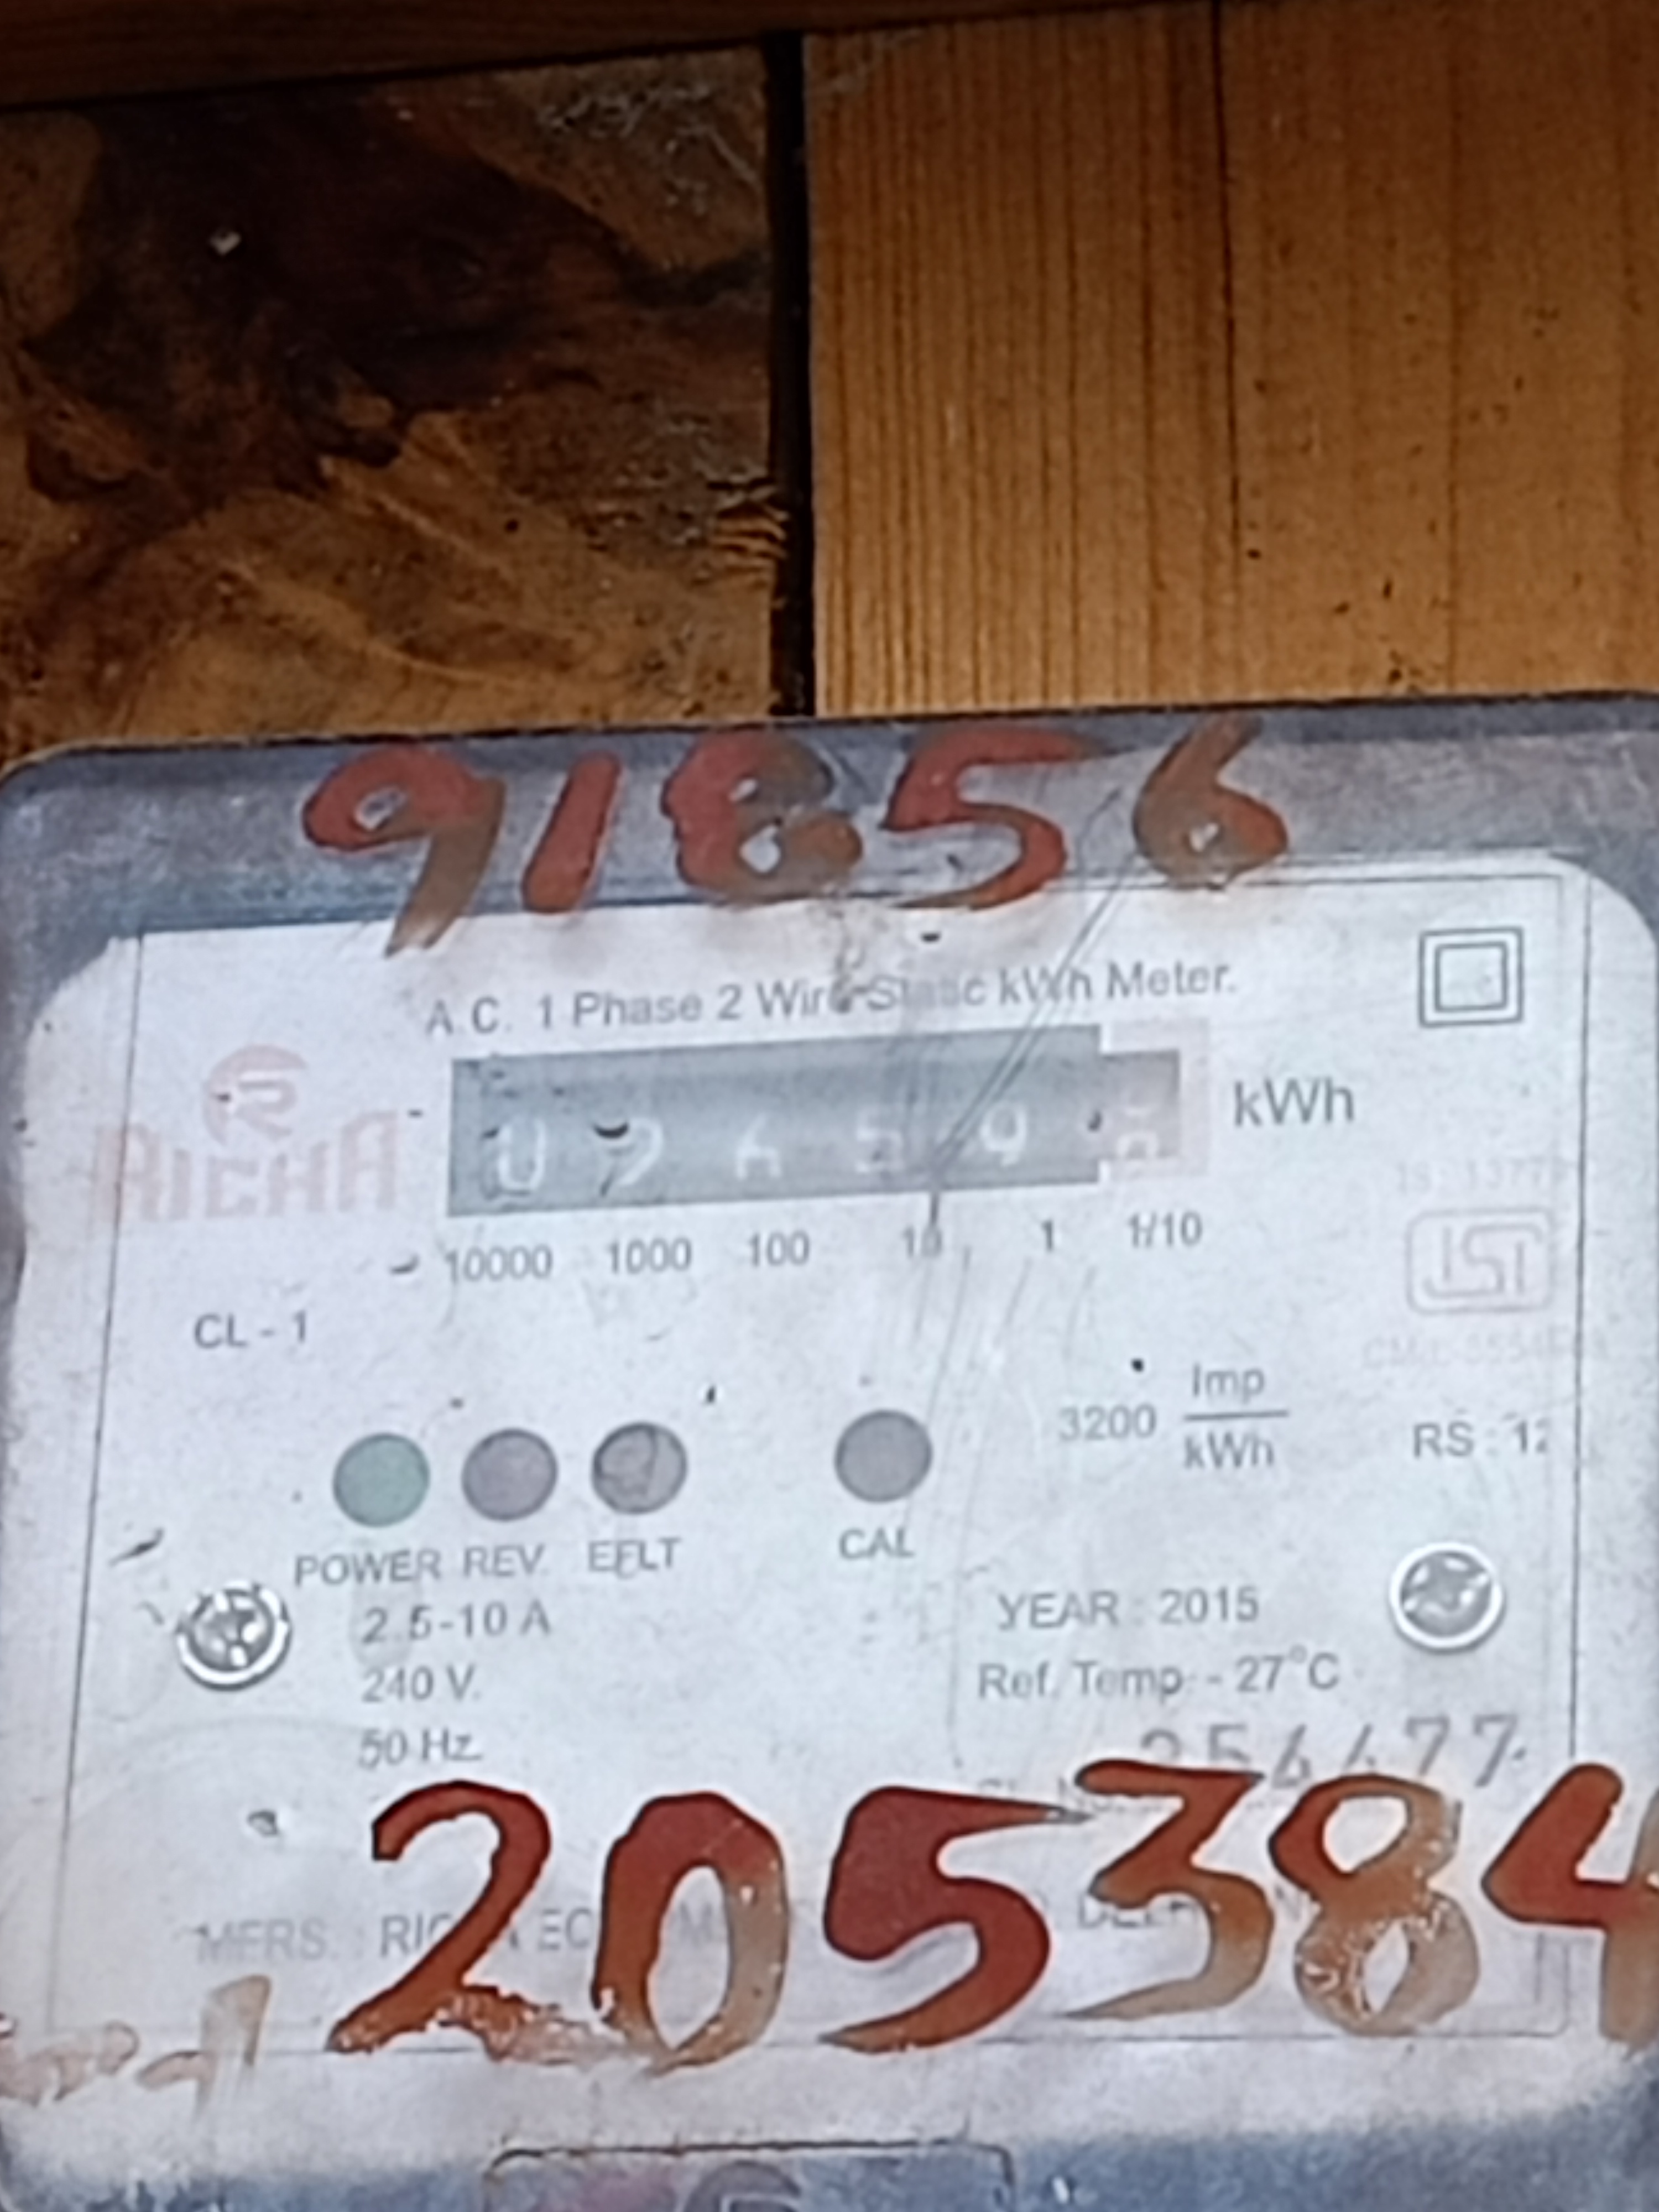 91856
A.C. 1 Phase 2 Wire Static kWh Meter.
RICHA
kWh
10000 1000 100 10 1 1/10
CL - 1
3200 Imp/kWh
RS : 12
POWER REV. EFLT CAL
2.5-10 A
YEAR : 2015
240 V.
Ref. Temp. - 27°C
50 Hz
205384
MFRS. :